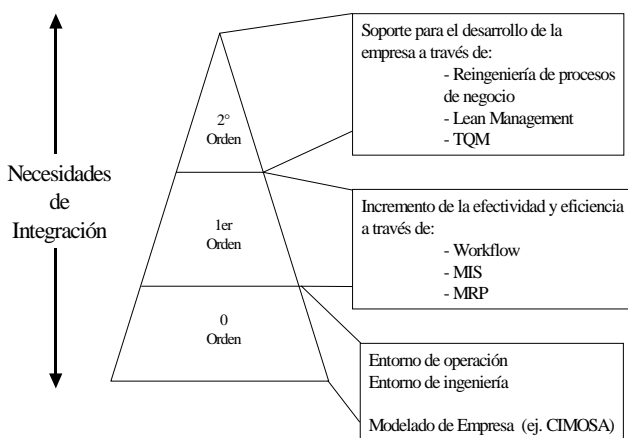 Necesidades
de
Integración
2°
Orden
1er
Orden
0
Orden
Soporte para el desarrollo de la
empresa a través de:
- Reingeniería de procesos
de negocio
- Lean Management
- TQM
Incremento de la efectividad y eficiencia
a través de:
- Workflow
- MIS
- MRP
Entorno de operación
Entorno de ingeniería
Modelado de Empresa (ej. CIMOSA)